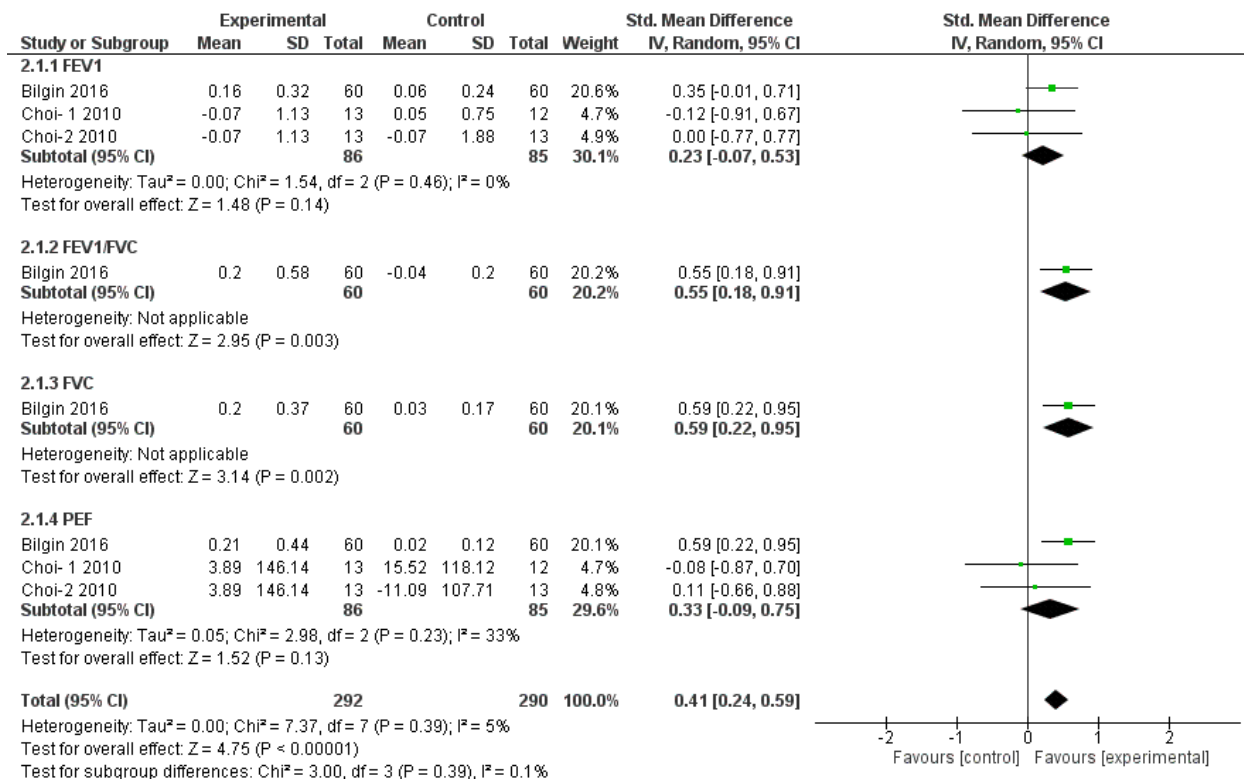 Experimental Control Std. Mean Difference Std. Mean Difference
Study or Subgroup Mean SD Total Mean SD Total Weight IV, Random, 95% CI IV, Random, 95% CI
2.1.1 FEV1
Bilgin 2016 0.16 0.32 60 0.06 0.24 60 20.6% 0.35 [-0.01, 0.71]
Choi- 1 2010 -0.07 1.13 13 0.05 0.75 12 4.7% -0.12 [-0.91, 0.67]
Choi-2 2010 -0.07 1.13 13 -0.07 1.88 13 4.9% 0.00 [-0.77, 0.77]
Subtotal (95% CI) 86 85 30.1% 0.23 [-0.07, 0.53]
Heterogeneity: Tau² = 0.00; Chi² = 1.54, df = 2 (P = 0.46); I² = 0%
Test for overall effect: Z = 1.48 (P = 0.14)
2.1.2 FEV1/FVC
Bilgin 2016 0.2 0.58 60 -0.04 0.2 60 20.2% 0.55 [0.18, 0.91]
Subtotal (95% CI) 60 60 20.2% 0.55 [0.18, 0.91]
Heterogeneity: Not applicable
Test for overall effect: Z = 2.95 (P = 0.003)
2.1.3 FVC
Bilgin 2016 0.2 0.37 60 0.03 0.17 60 20.1% 0.59 [0.22, 0.95]
Subtotal (95% CI) 60 60 20.1% 0.59 [0.22, 0.95]
Heterogeneity: Not applicable
Test for overall effect: Z = 3.14 (P = 0.002)
2.1.4 PEF
Bilgin 2016 0.21 0.44 60 0.02 0.12 60 20.1% 0.59 [0.22, 0.95]
Choi- 1 2010 3.89 146.14 13 15.52 118.12 12 4.7% -0.08 [-0.87, 0.70]
Choi-2 2010 3.89 146.14 13 -11.09 107.71 13 4.8% 0.11 [-0.66, 0.88]
Subtotal (95% CI) 86 85 29.6% 0.33 [-0.09, 0.75]
Heterogeneity: Tau² = 0.05; Chi² = 2.98, df = 2 (P = 0.23); I² = 33%
Test for overall effect: Z = 1.52 (P = 0.13)
Total (95% CI) 292 290 100.0% 0.41 [0.24, 0.59]
Heterogeneity: Tau² = 0.00; Chi² = 7.37, df = 7 (P = 0.39); I² = 5%
Test for overall effect: Z = 4.75 (P < 0.00001)
Test for subgroup differences: Chi² = 3.00, df = 3 (P = 0.39), I² = 0.1%
-2 -1 0 1 2
Favours [control] Favours [experimental]